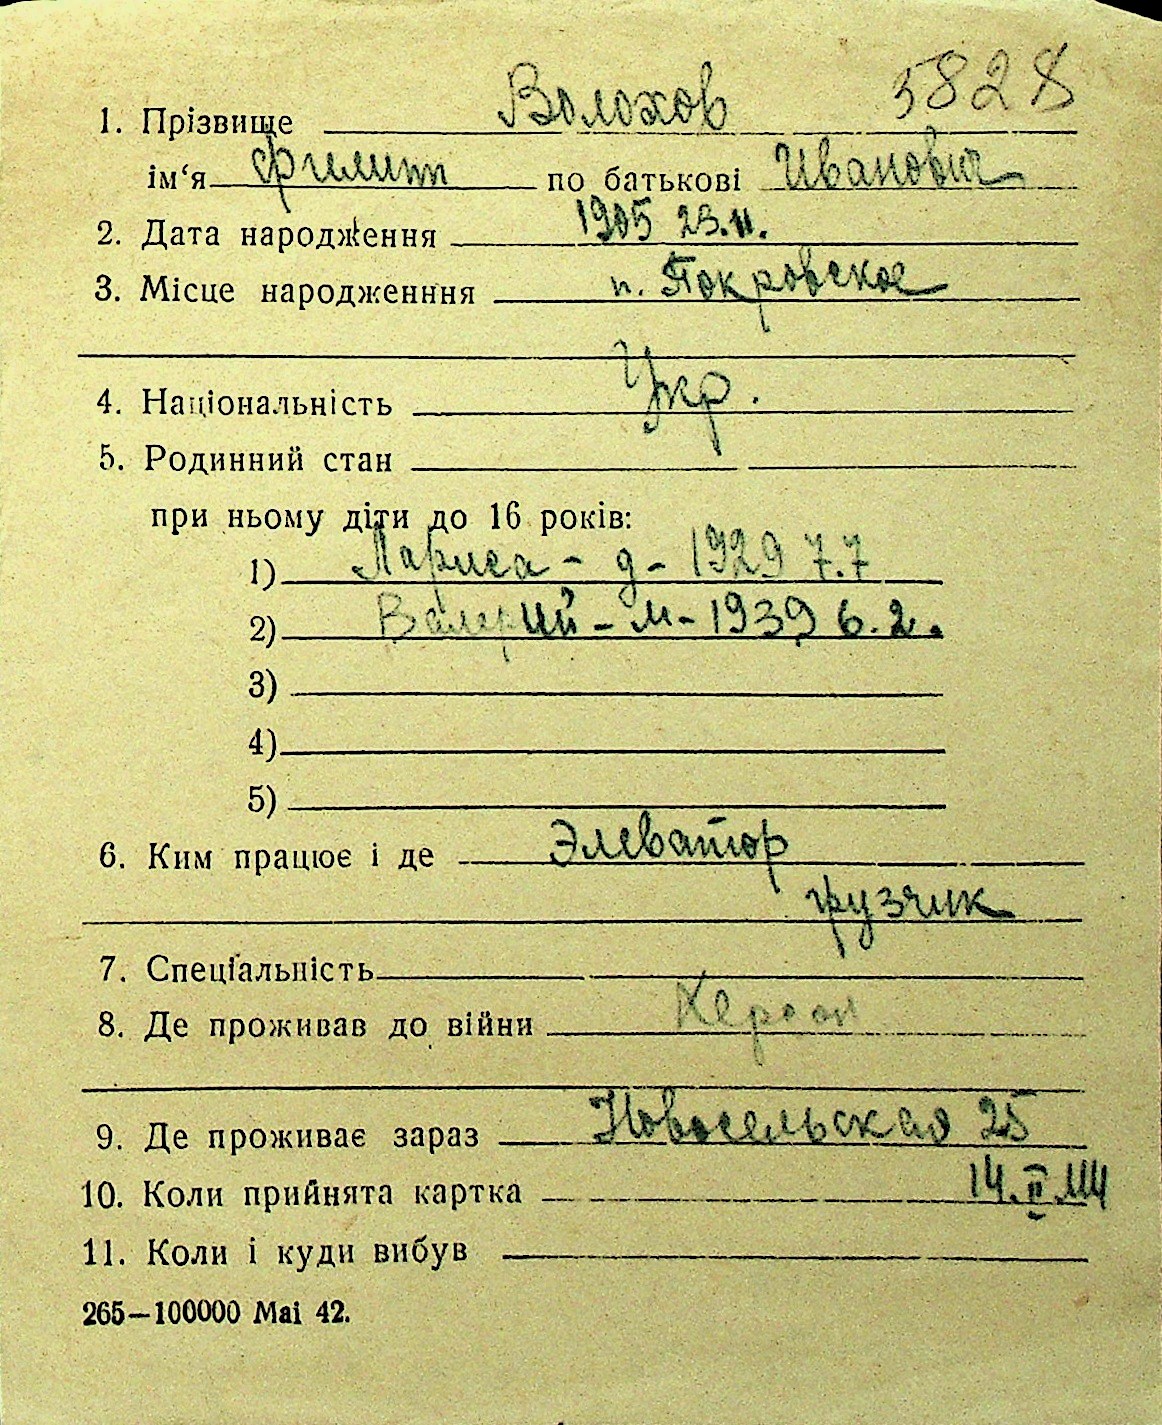 5828
1. Прізвище Волохов
ім‘я Филипп по батькові Иванович
2. Дата народження 1905 23.11.
3. Місце народженння п. Покровское
4. Національність Укр.
5. Родинний стан
при ньому діти до 16 років:
1) Лариса - д - 1929 7.7
2) Валерий - м - 1939 6.2.
3)
4)
5)
6. Ким працює і де Элеватор
грузчик
7. Спеціальність
8. Де проживав до війни Херсон
9. Де проживає зараз Новосельская 25
10. Коли прийнята картка 14.II.44
11. Коли і куди вибув
265—100000 Mai 42.